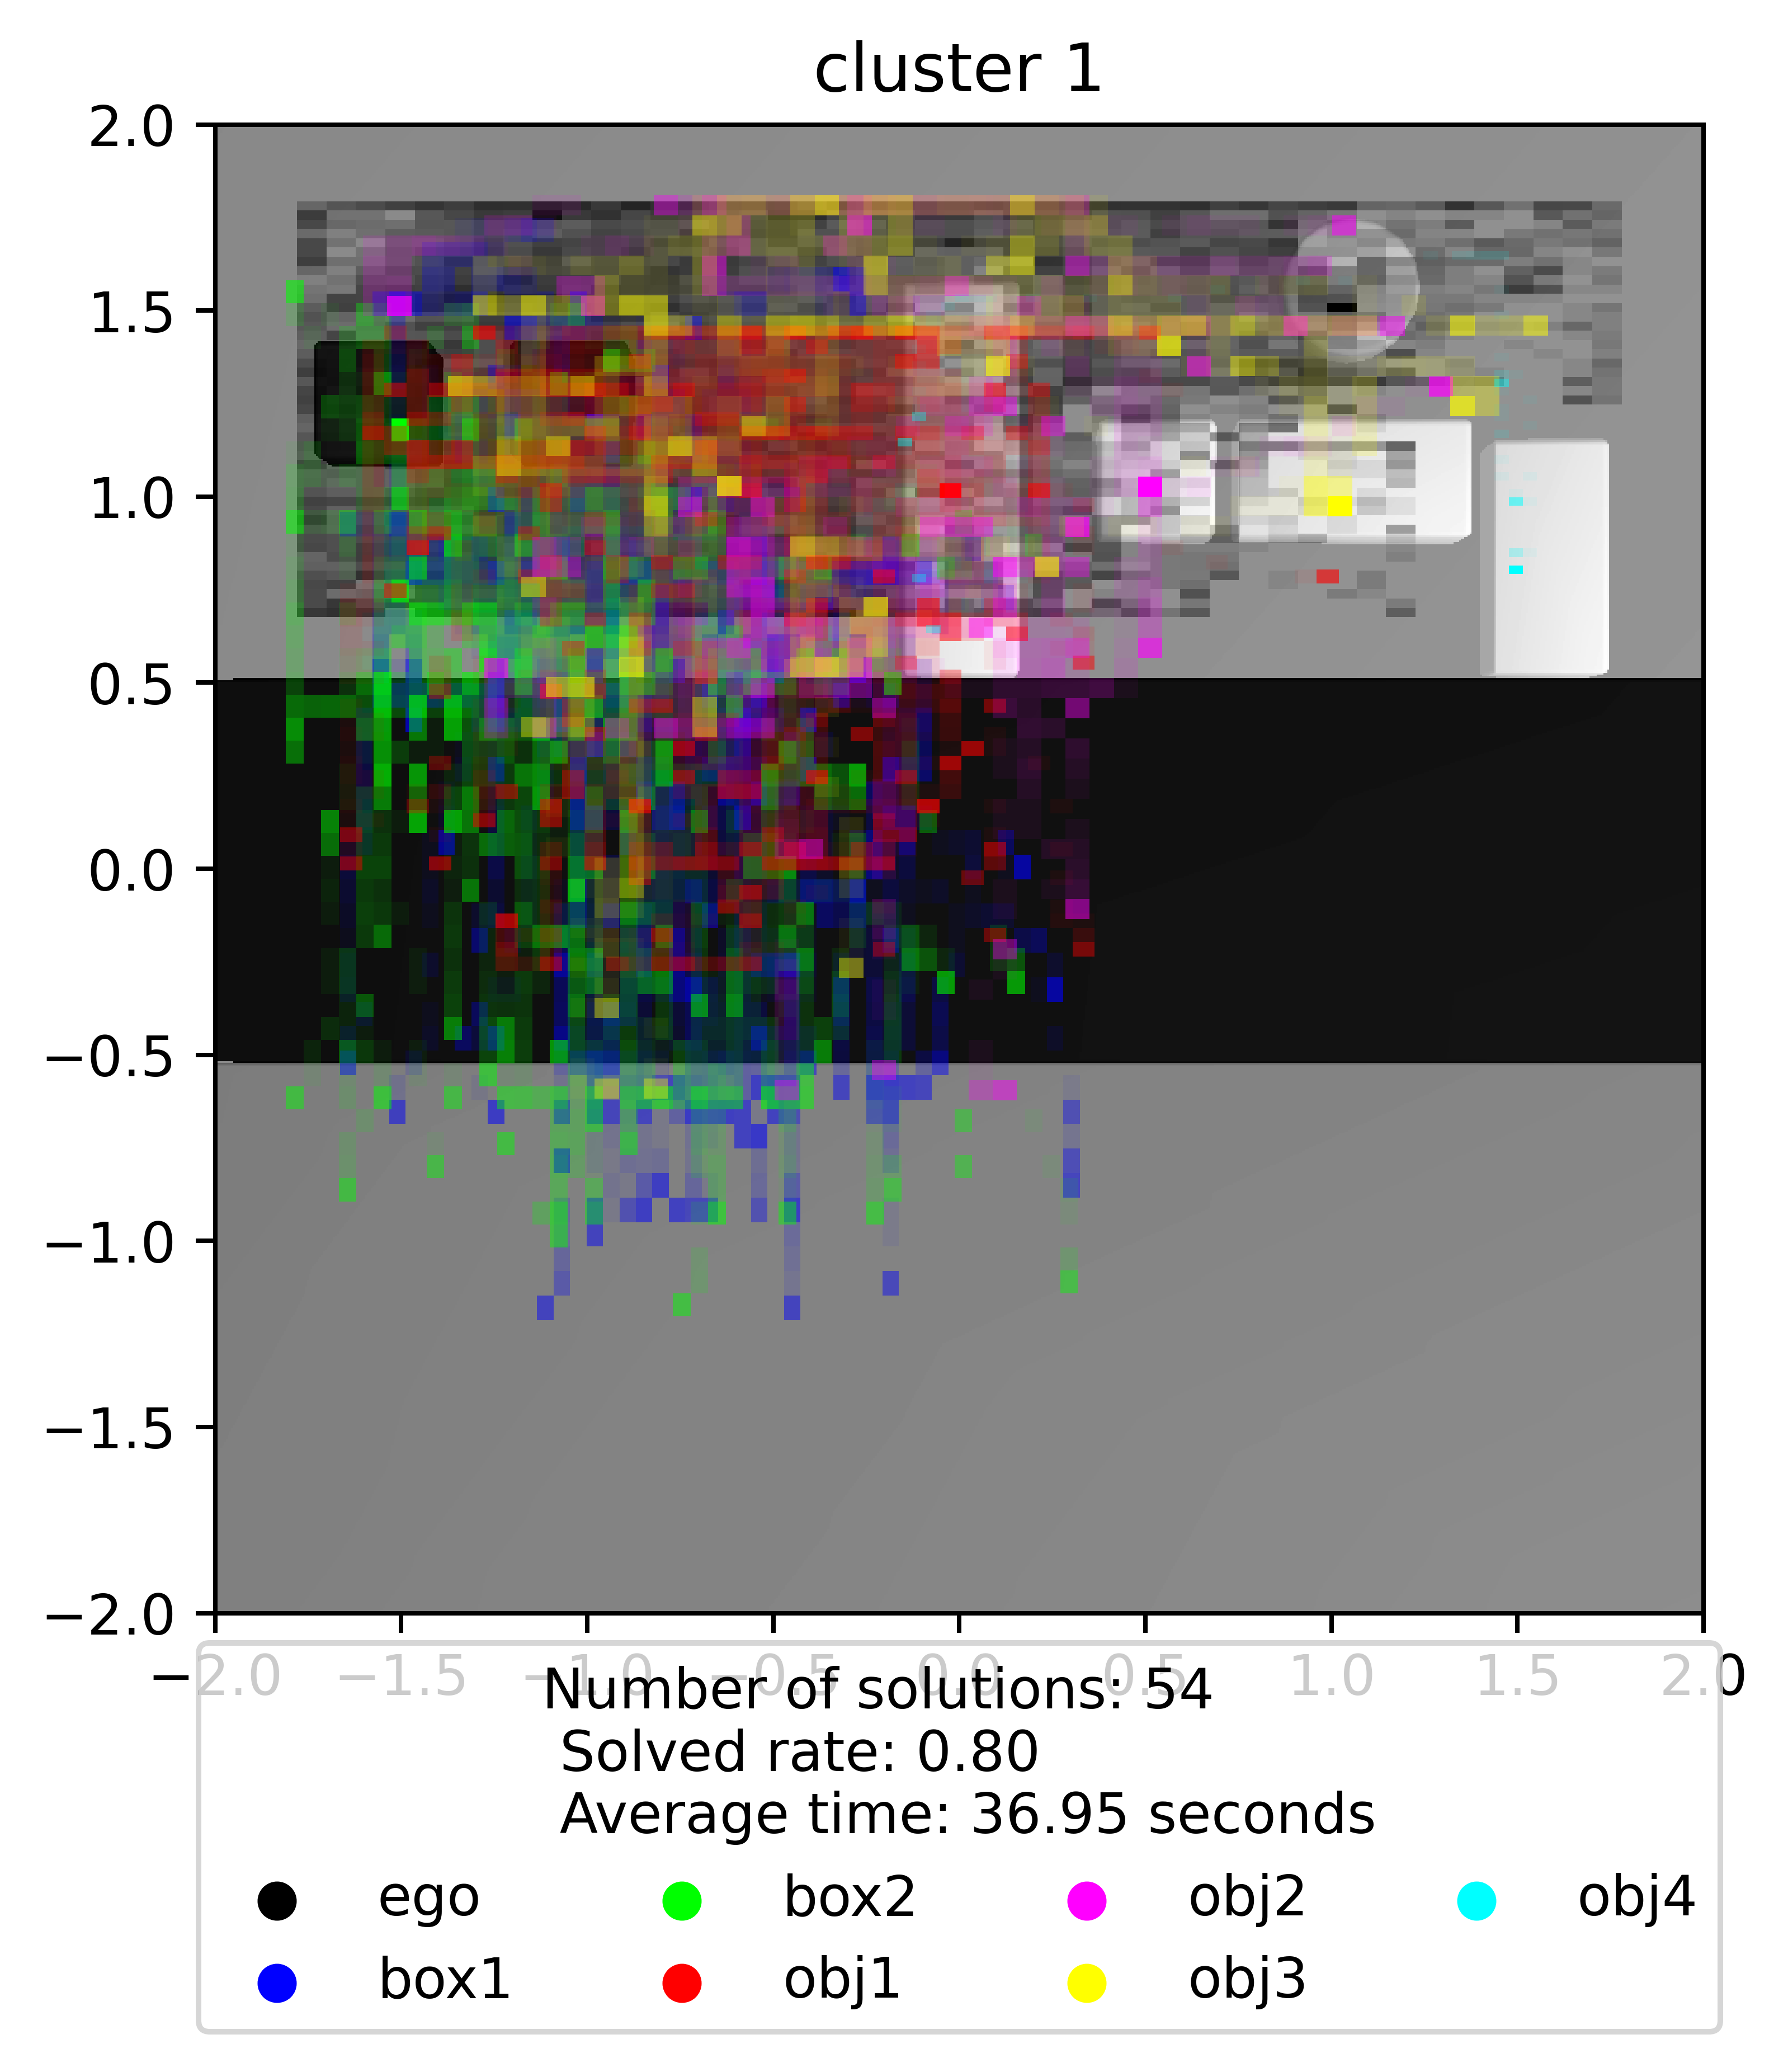 cluster 1
2.0
1.5
1.0
0.5
0.0
−0.5
−1.0
−1.5
−2.0
−2.0 −1.5 −1.0 −0.5 0.0 0.5 1.0 1.5 2.0
Number of solutions: 54
Solved rate: 0.80
Average time: 36.95 seconds
ego box2 obj2 obj4
box1 obj1 obj3